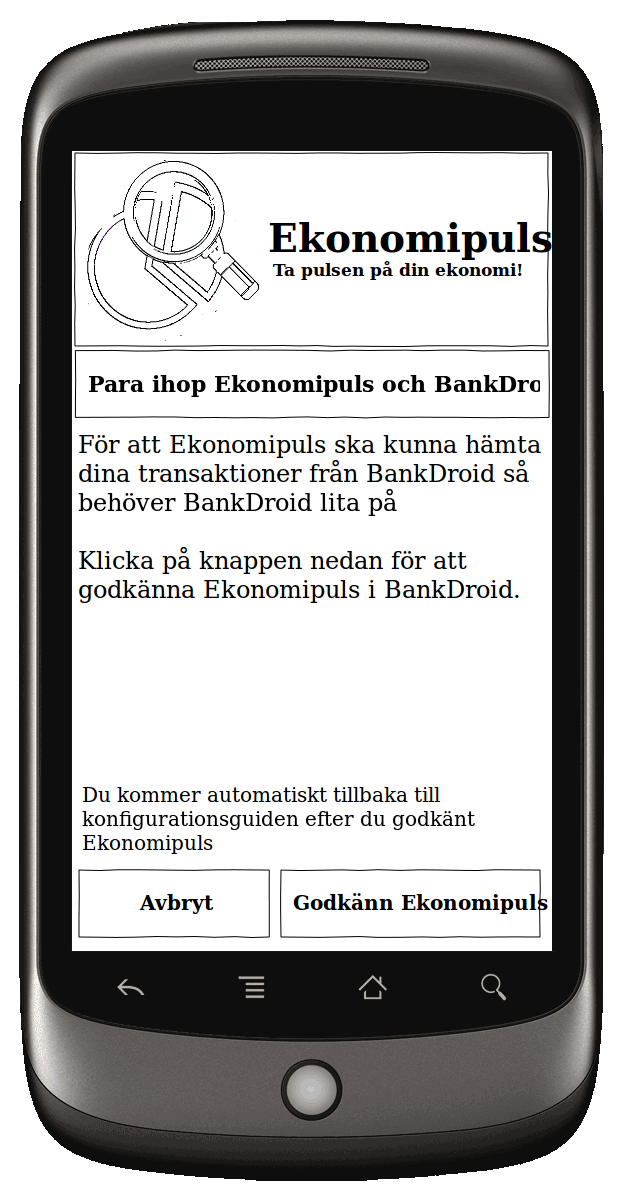 Ekonomipuls
Ta pulsen på din ekonomi!
Para ihop Ekonomipuls och BankDro
För att Ekonomipuls ska kunna hämta
dina transaktioner från BankDroid så
behöver BankDroid lita på
Klicka på knappen nedan för att
godkänna Ekonomipuls i BankDroid.
Du kommer automatiskt tillbaka till
konfigurationsguiden efter du godkänt
Ekonomipuls
Avbryt
Godkänn Ekonomipuls